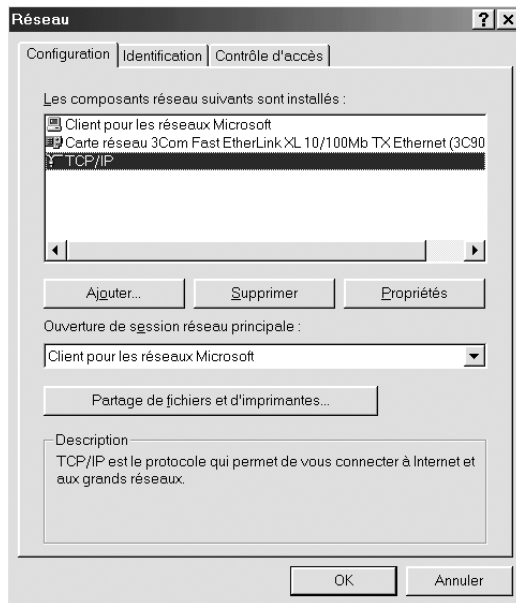 Réseau
Configuration
Identification
Contrôle d'accès
Les composants réseau suivants sont installés :
Client pour les réseaux Microsoft
Carte réseau 3Com Fast EtherLink XL 10/100Mb TX Ethernet (3C90
TCP/IP
Ajouter...
Supprimer
Propriétés
Ouverture de session réseau principale :
Client pour les réseaux Microsoft
Partage de fichiers et d'imprimantes...
Description
TCP/IP est le protocole qui permet de vous connecter à Internet et
aux grands réseaux.
OK
Annuler